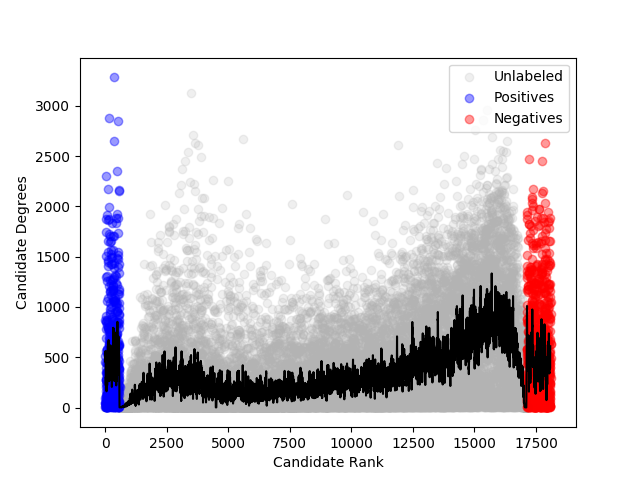 Unlabeled
Positives
Negatives
3000
2500
2000
1500
1000
500
0
Candidate Degrees
0 2500 5000 7500 10000 12500 15000 17500
Candidate Rank